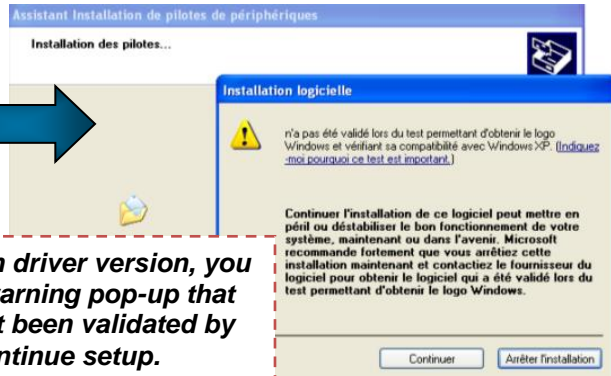 Assistant Installation de pilotes de périphériques
Installation des pilotes...
Installation logicielle
n'a pas été validé lors du test permettant d'obtenir le logo
Windows et vérifiant sa compatibilité avec Windows XP. (Indiquez
-moi pourquoi ce test est important.)
Continuer l'installation de ce logiciel peut mettre en
péril ou déstabiliser le bon fonctionnement de votre
système, maintenant ou dans l'avenir. Microsoft
recommande fortement que vous arrêtiez cette
installation maintenant et contactiez le fournisseur du
logiciel pour obtenir le logiciel qui a été validé lors du
test permettant d'obtenir le logo Windows.
Continuer
Arrêter l'installation
driver version, you
arning pop-up that
been validated by
ntinue setup.